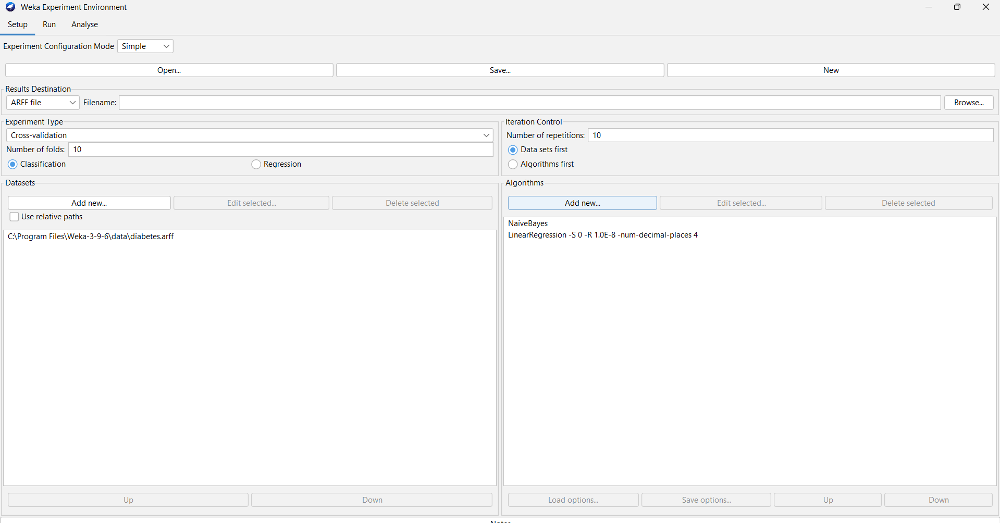 Weka Experiment Environment
Setup Run Analyse
Experiment Configuration Mode Simple
Open... Save... New
Results Destination
ARFF file Filename: Browse...
Experiment Type
Cross-validation
Number of folds: 10
Classification Regression
Iteration Control
Number of repetitions: 10
Data sets first
Algorithms first
Datasets
Add new... Edit selected... Delete selected
Use relative paths
C:\Program Files\Weka-3-9-6\data\diabetes.arff
Up Down
Algorithms
Add new... Edit selected... Delete selected
NaiveBayes
LinearRegression -S 0 -R 1.0E-8 -num-decimal-places 4
Load options... Save options... Up Down
Notes